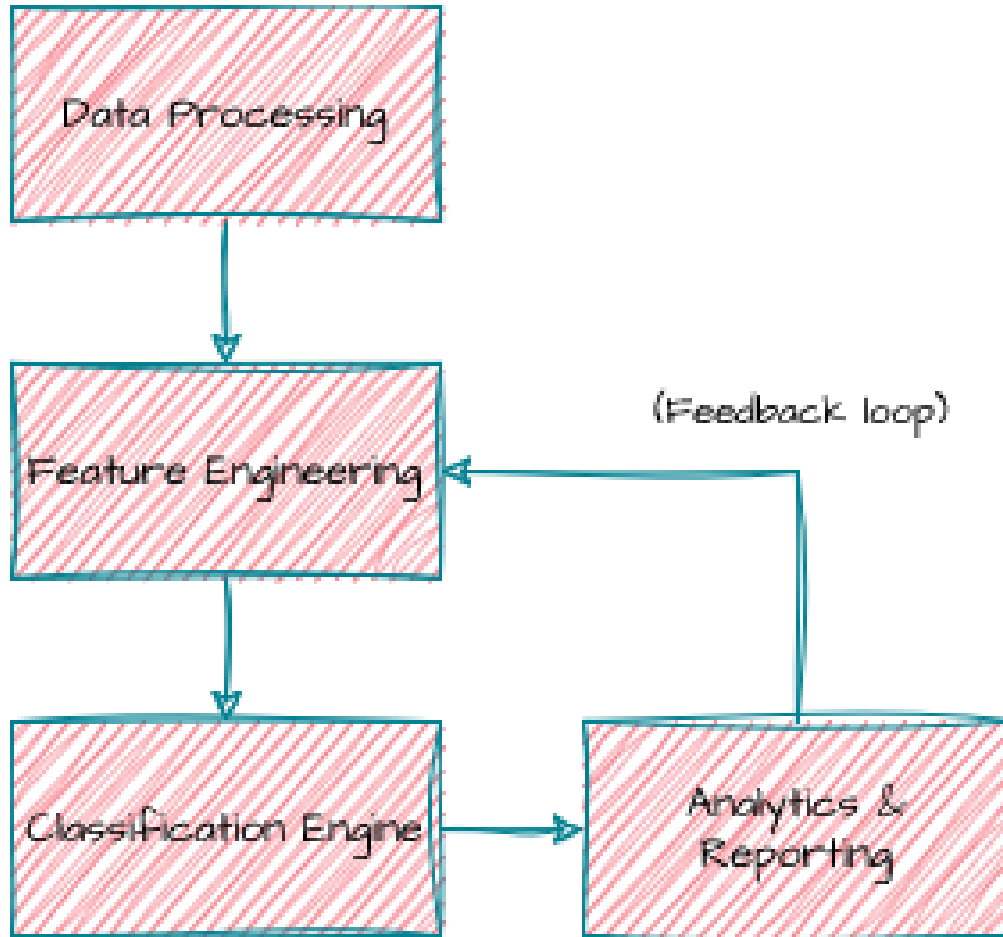 Data Processing
(Feedback loop)
Feature Engineering
Classification Engine
Analytics &
Reporting